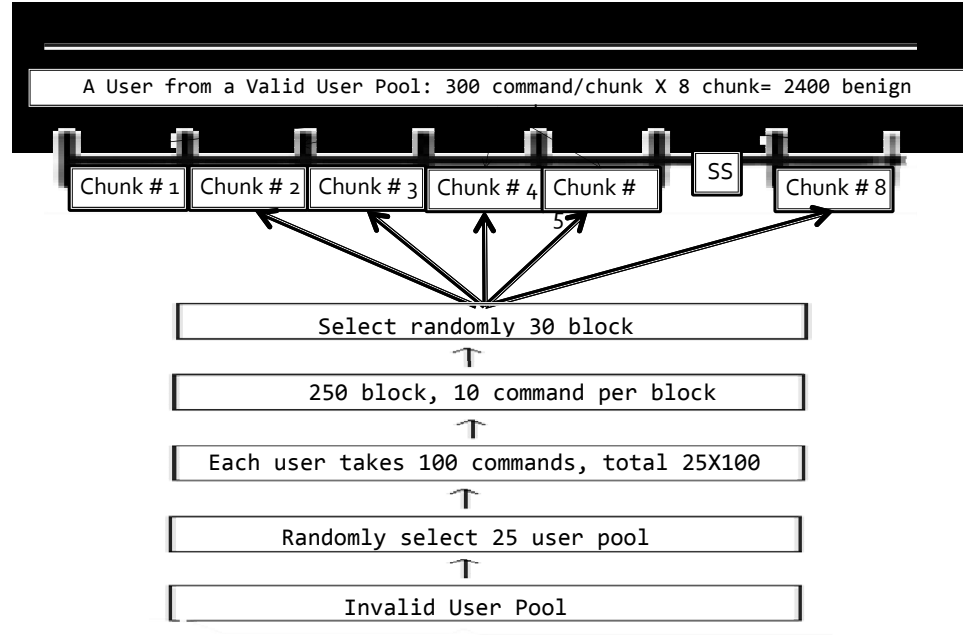 A User from a Valid User Pool: 300 command/chunk X 8 chunk= 2400 benign
Chunk # 1
Chunk # 2
Chunk # 3
Chunk # 4
Chunk #
5
SS
Chunk # 8
Select randomly 30 block
250 block, 10 command per block
Each user takes 100 commands, total 25X100
Randomly select 25 user pool
Invalid User Pool